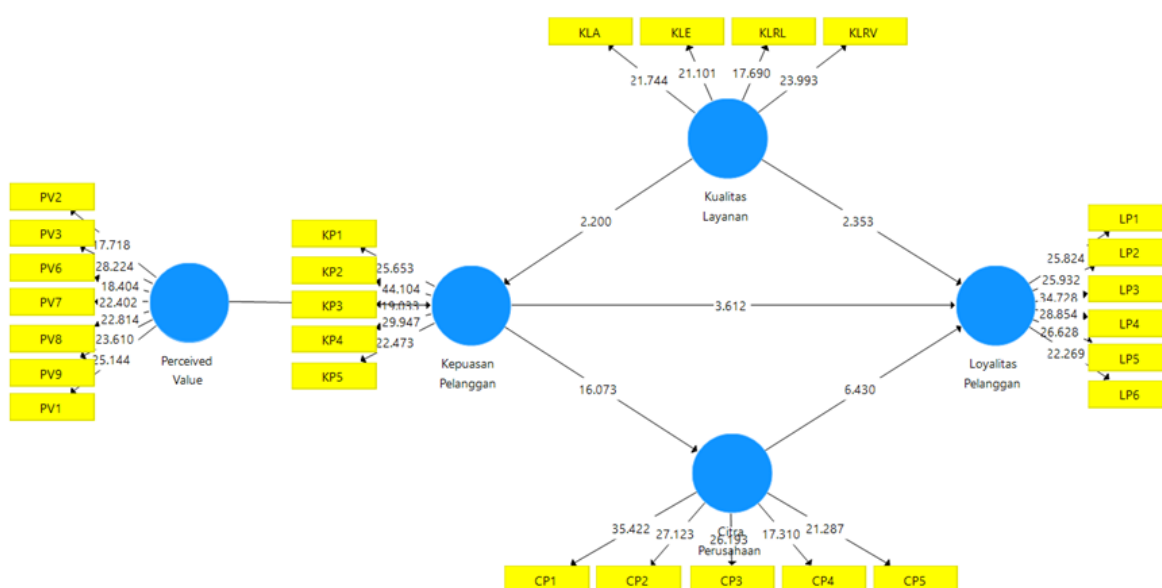 KLA
KLE
KLRL
KLRV
21.744
21.101
17.690
23.993
Kualitas
Layanan
2.200
2.353
PV2
PV3
PV6
PV7
PV8
PV9
PV1
17.718
28.224
18.404
22.402
22.814
23.610
25.144
Perceived
Value
KP1
KP2
KP3
KP4
KP5
25.653
44.104
19.033
29.947
22.473
Kepuasan
Pelanggan
3.612
16.073
6.430
Loyalitas
Pelanggan
25.824
25.932
34.728
28.854
26.628
22.269
LP1
LP2
LP3
LP4
LP5
LP6
Citra
Perusahaan
35.422
27.123
26.193
17.310
21.287
CP1
CP2
CP3
CP4
CP5